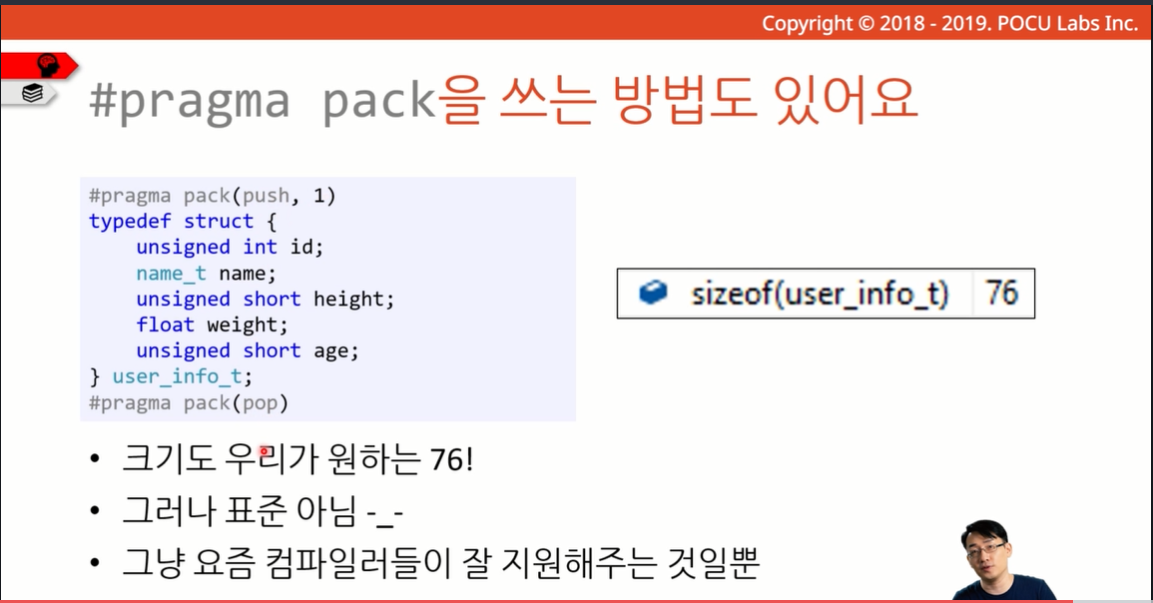 Copyright © 2018 - 2019. POCU Labs Inc.
#pragma pack을 쓰는 방법도 있어요
#pragma pack(push, 1)
typedef struct {
    unsigned int id;
    name_t name;
    unsigned short height;
    float weight;
    unsigned short age;
} user_info_t;
#pragma pack(pop)
sizeof(user_info_t) 76
• 크기도 우리가 원하는 76!
• 그러나 표준 아님 -_-
• 그냥 요즘 컴파일러들이 잘 지원해주는 것일뿐